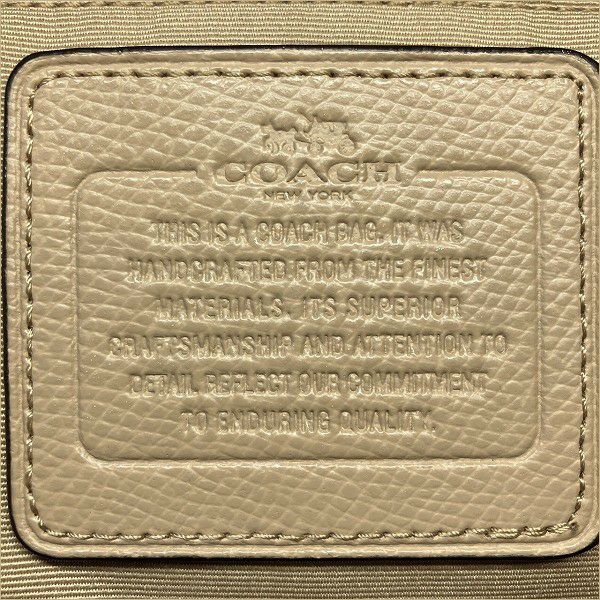 COACH
NEW YORK
THIS IS A COACH BAG. IT WAS
HANDCRAFTED FROM THE FINEST
MATERIALS. ITS SUPERIOR
CRAFTSMANSHIP AND ATTENTION TO
DETAIL REFLECT OUR COMMITMENT
TO ENDURING QUALITY.